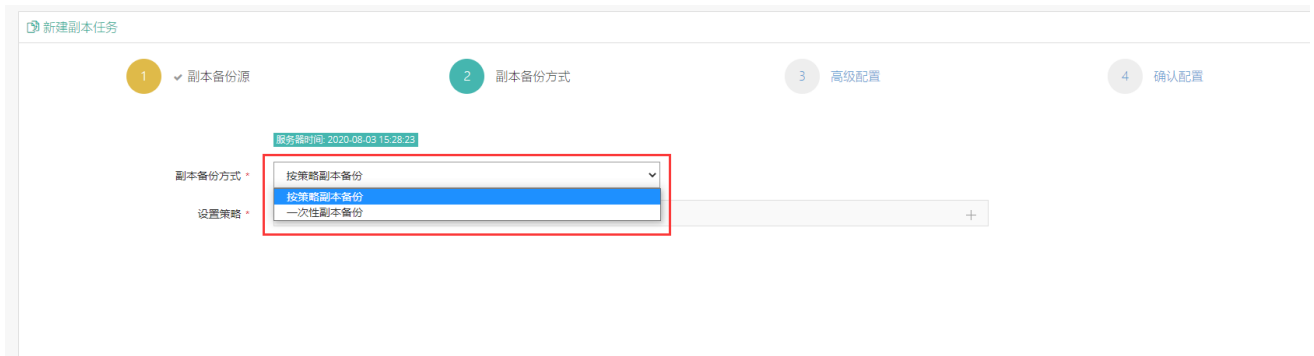 新建副本任务
1 副本备份源
2 副本备份方式
3 高级配置
4 确认配置
服务器时间: 2020-08-03 15:28:23
副本备份方式 * 按策略副本备份
按策略副本备份
设置策略 * 一次性副本备份